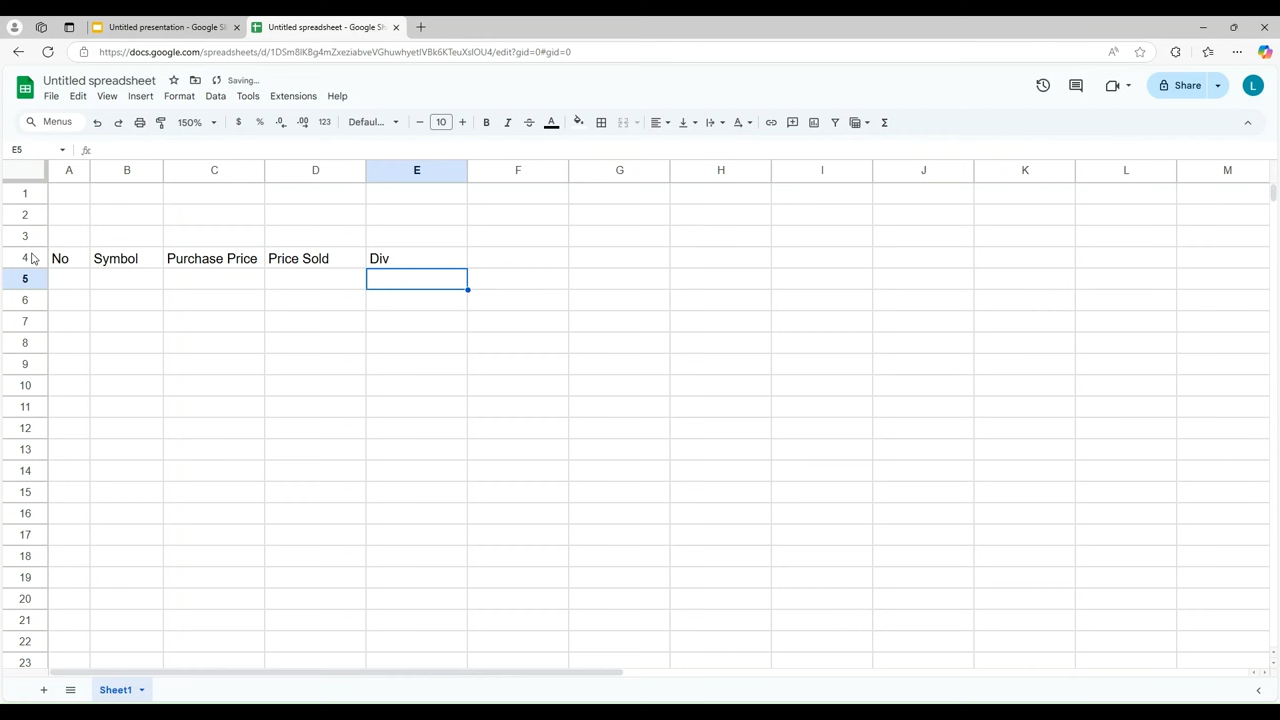 Untitled presentation - Google Sl
Untitled spreadsheet - Google Sh
https://docs.google.com/spreadsheets/d/1DSm8lKBg4mZxeziabveVGhuwhyetlVBk6KTeuXslOU4/edit?gid=0#gid=0
Untitled spreadsheet
Saving...
File Edit View Insert Format Data Tools Extensions Help
Share
L
Menus
150%
$ % .0 .00 123
Defaul...
10
B I A
E5
fx
A B C D E F G H I J K L M
1
2
3
4 No Symbol Purchase Price Price Sold Div
5
6
7
8
9
10
11
12
13
14
15
16
17
18
19
20
21
22
23
Sheet1